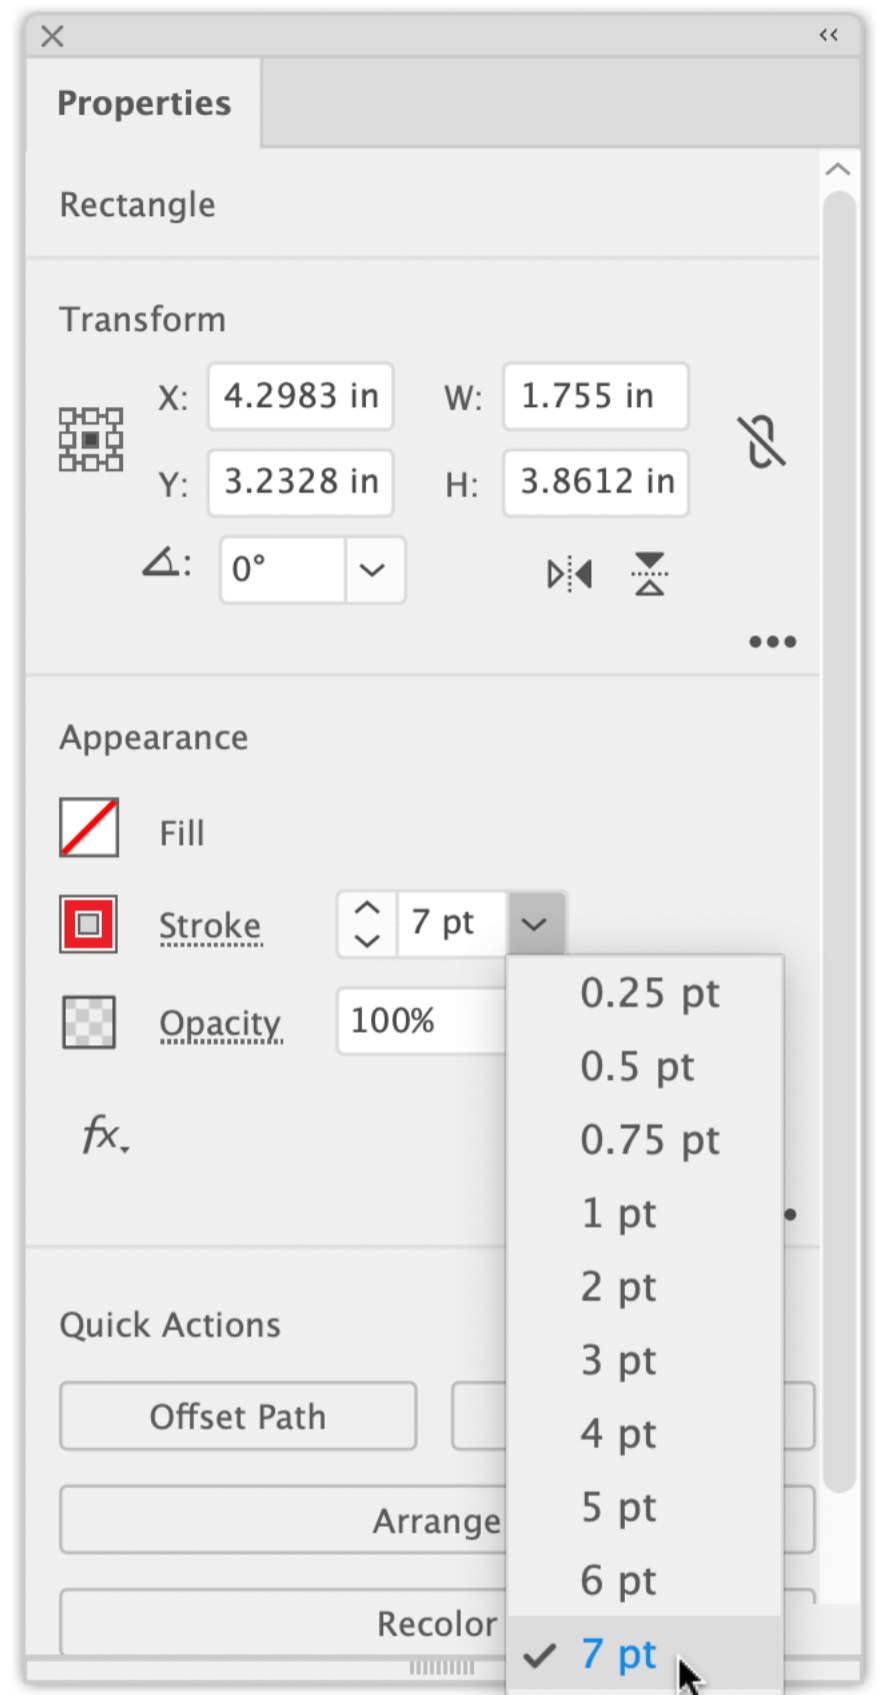 Properties
Rectangle
Transform
X: 4.2983 in W: 1.755 in
Y: 3.2328 in H: 3.8612 in
: 0°
Appearance
Fill
Stroke 7 pt
Opacity 100%
fx
0.25 pt
0.5 pt
0.75 pt
1 pt
2 pt
3 pt
4 pt
5 pt
6 pt
7 pt
Quick Actions
Offset Path
Arrange
Recolor